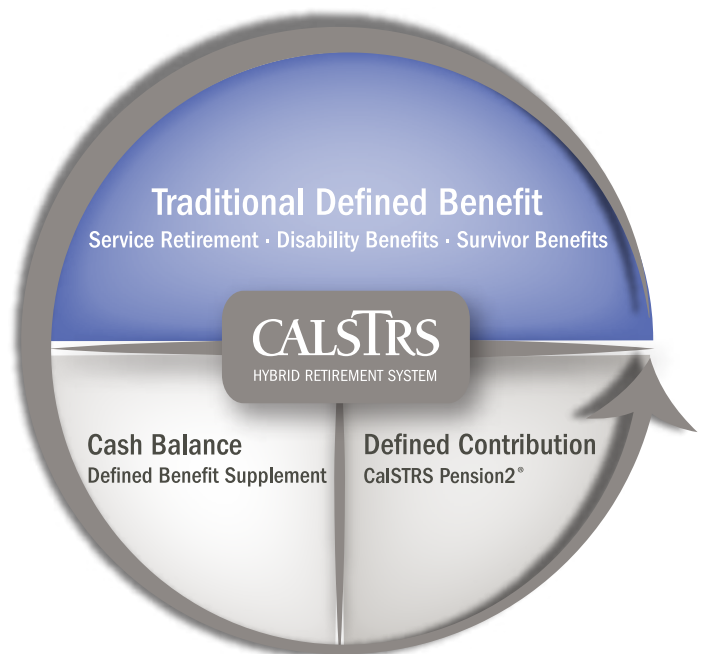 Traditional Defined Benefit
Service Retirement · Disability Benefits · Survivor Benefits
CALSTRS
HYBRID RETIREMENT SYSTEM
Cash Balance
Defined Benefit Supplement
Defined Contribution
CalSTRS Pension2®